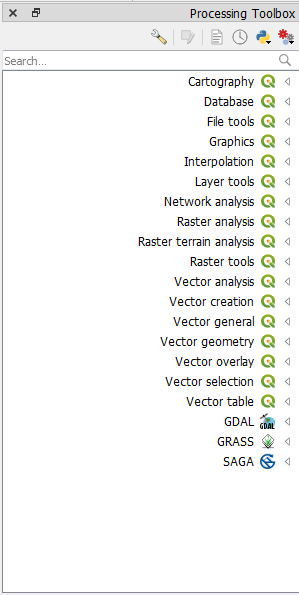 Processing Toolbox
Search...
Cartography
Database
File tools
Graphics
Interpolation
Layer tools
Network analysis
Raster analysis
Raster terrain analysis
Raster tools
Vector analysis
Vector creation
Vector general
Vector geometry
Vector overlay
Vector selection
Vector table
GDAL GDAL
GRASS
SAGA